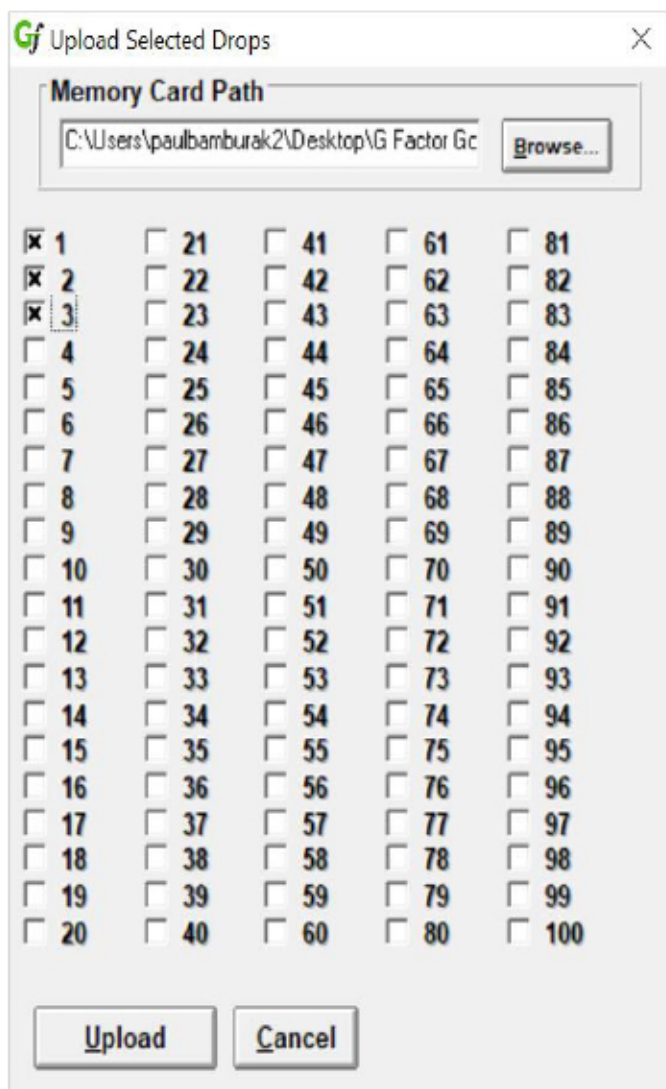 Gf Upload Selected Drops
Memory Card Path
C:\Users\paulbamburak2\Desktop\G Factor Gc Browse...
1 21 41 61 81
2 22 42 62 82
3 23 43 63 83
4 24 44 64 84
5 25 45 65 85
6 26 46 66 86
7 27 47 67 87
8 28 48 68 88
9 29 49 69 89
10 30 50 70 90
11 31 51 71 91
12 32 52 72 92
13 33 53 73 93
14 34 54 74 94
15 35 55 75 95
16 36 56 76 96
17 37 57 77 97
18 38 58 78 98
19 39 59 79 99
20 40 60 80 100
Upload Cancel